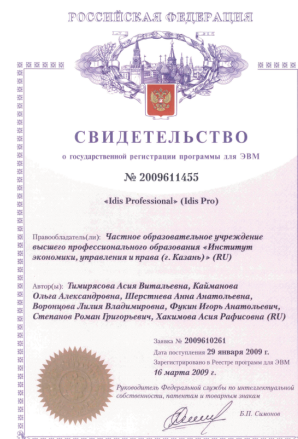 РОССИЙСКАЯ ФЕДЕРАЦИЯ
СВИДЕТЕЛЬСТВО
о государственной регистрации программы для ЭВМ
№ 2009611455
«Idis Professional» (Idis Pro)
Правообладатель(ли): Частное образовательное учреждение
высшего профессионального образования «Институт
экономики, управления и права (г. Казань)» (RU)
Автор(ы): Тимирясова Асия Витальевна, Кайманова
Ольга Александровна, Шерстнева Анна Анатольевна,
Воронцова Лилия Владимировна, Фукин Игорь Анатольевич,
Степанов Роман Григорьевич, Хакимова Асия Рафисовна (RU)
Заявка № 2009610261
Дата поступления 29 января 2009 г.
Зарегистрировано в Реестре программ для ЭВМ
16 марта 2009 г.
Руководитель Федеральной службы по интеллектуальной
собственности, патентам и товарным знакам
Б.П. Симонов